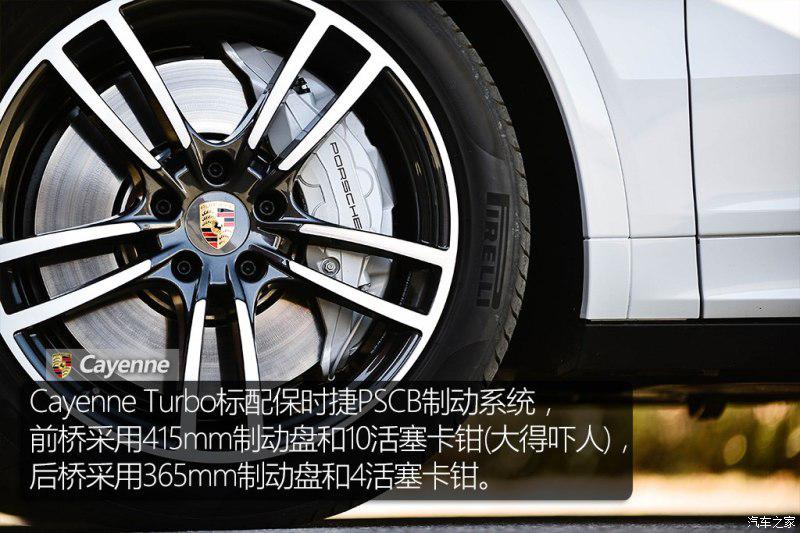 PORSCHE
PIRELLI
Cayenne
Cayenne Turbo标配保时捷PSCB制动系统，
前桥采用415mm制动盘和10活塞卡钳(大得吓人)，
后桥采用365mm制动盘和4活塞卡钳。
汽车之家